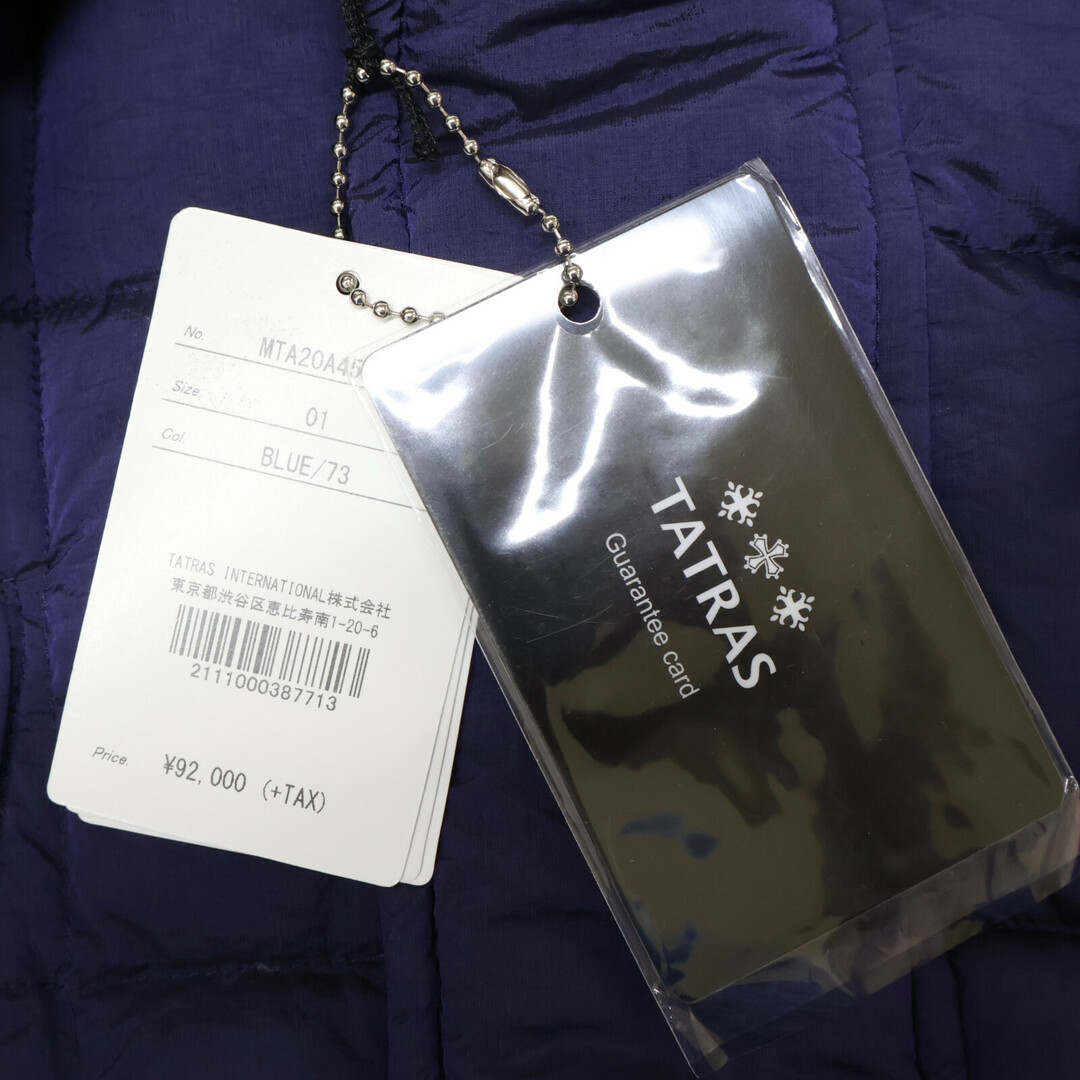 No. MTA20A45
Size. 01
Col. BLUE/73
TATRAS INTERNATIONAL株式会社
東京都渋谷区恵比寿南1-20-6
2111000387713
Price. ¥92,000 (+TAX)
TATRAS
Guarantee card